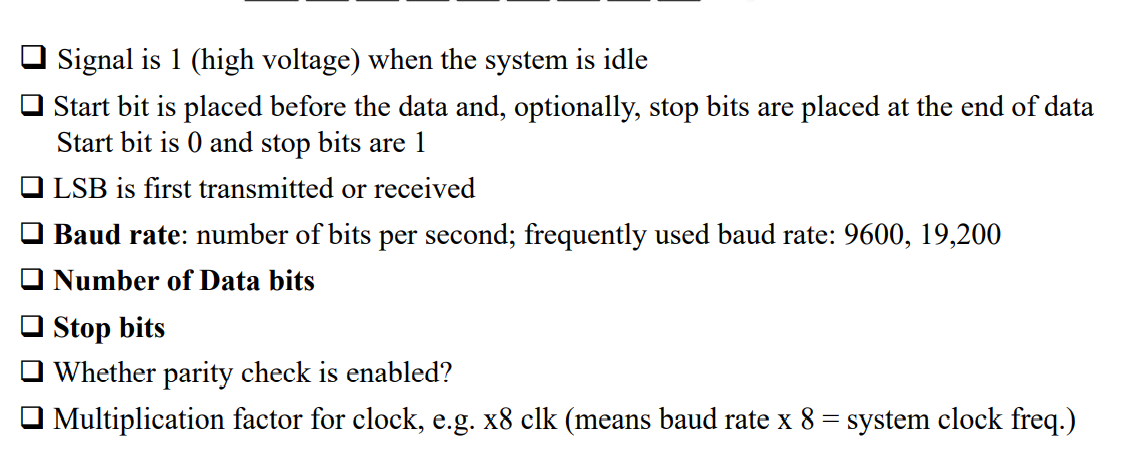 ❑ Signal is 1 (high voltage) when the system is idle
❑ Start bit is placed before the data and, optionally, stop bits are placed at the end of data
Start bit is 0 and stop bits are 1
❑ LSB is first transmitted or received
❑ Baud rate: number of bits per second; frequently used baud rate: 9600, 19,200
❑ Number of Data bits
❑ Stop bits
❑ Whether parity check is enabled?
❑ Multiplication factor for clock, e.g. x8 clk (means baud rate x 8 = system clock freq.)